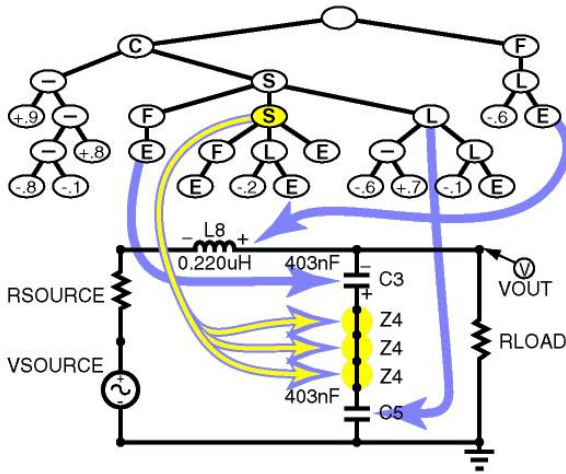 C F
− S L
+.9 − F S L -.6 E
− +.8 E F L E − L
-.8 -.1 E -.2 E -.6 +.7 -.1 E
− L8 +
0.220uH 403nF − C3 V
+ VOUT
RSOURCE
Z4
Z4 RLOAD
VSOURCE Z4
+
-
403nF
C5